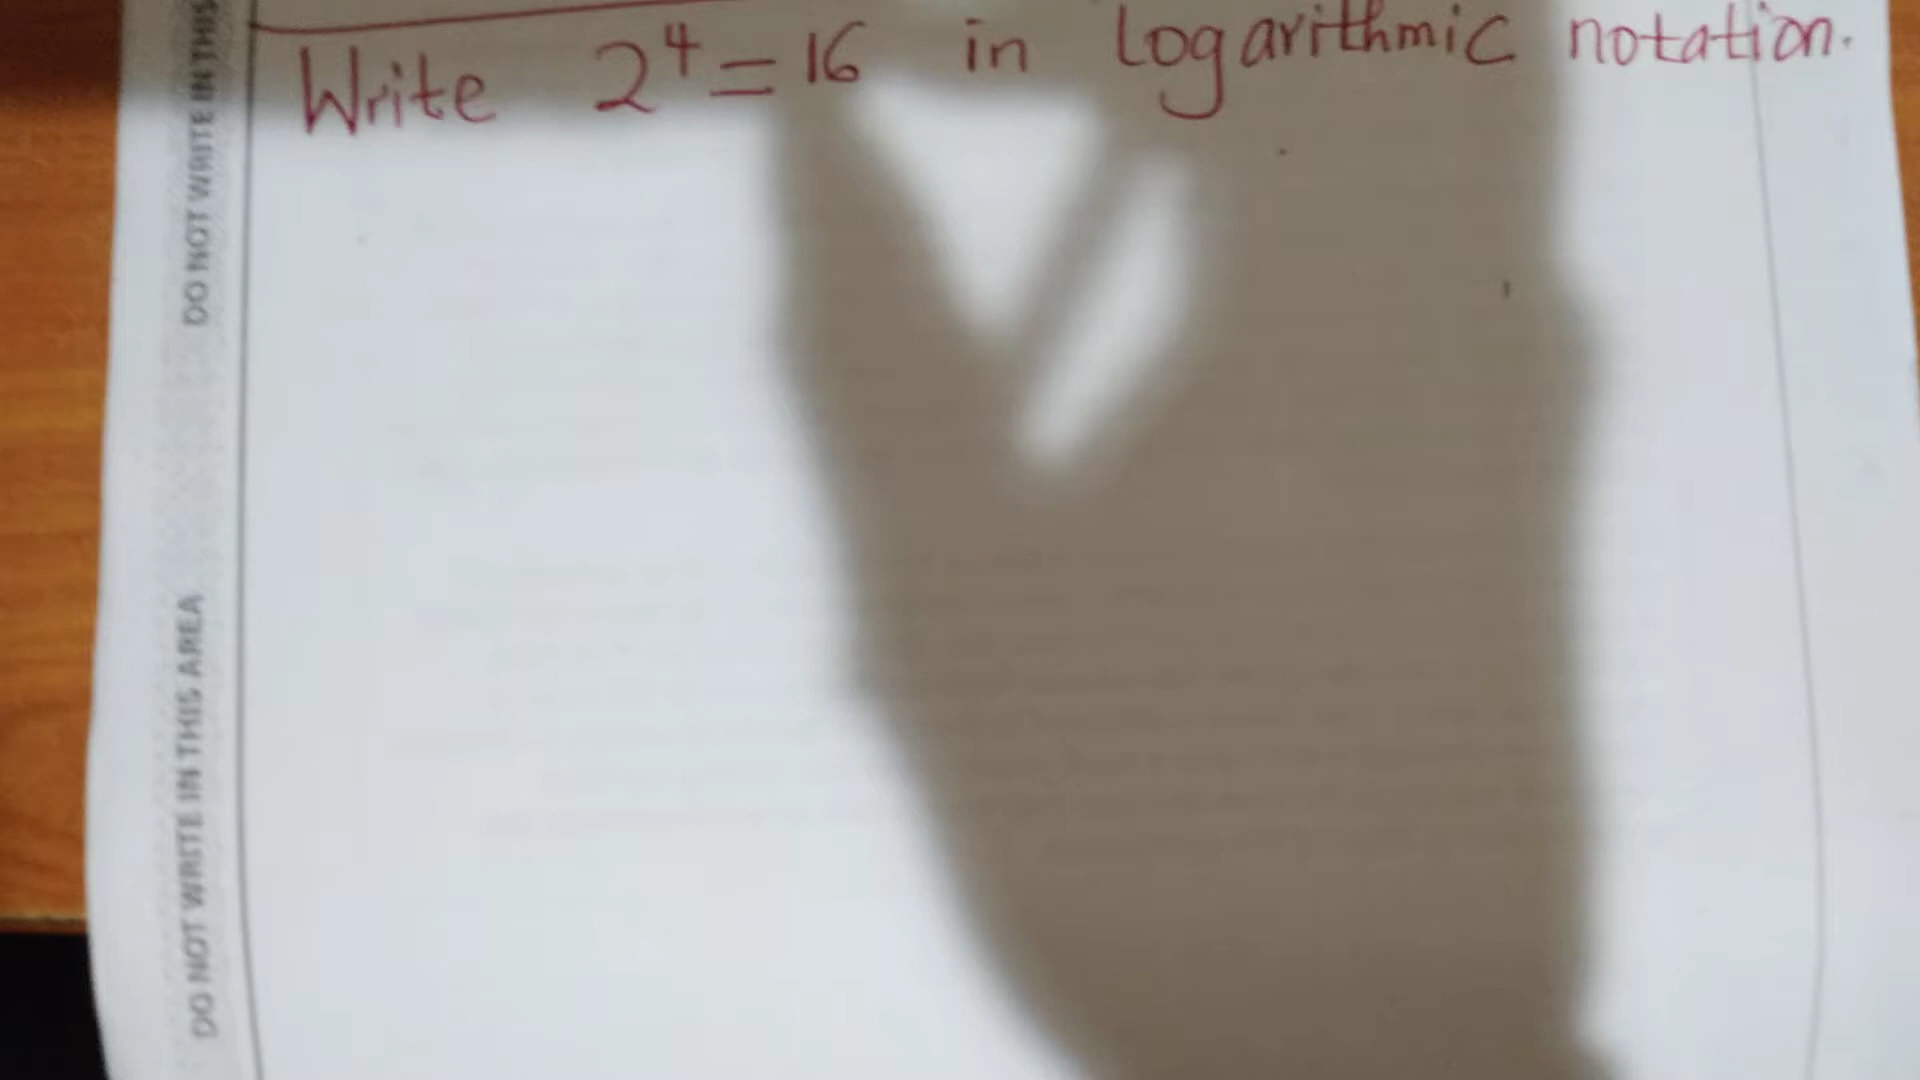 Write 2⁴ = 16 in logarithmic notation.
DO NOT WRITE IN THIS
DO NOT WRITE IN THIS AREA